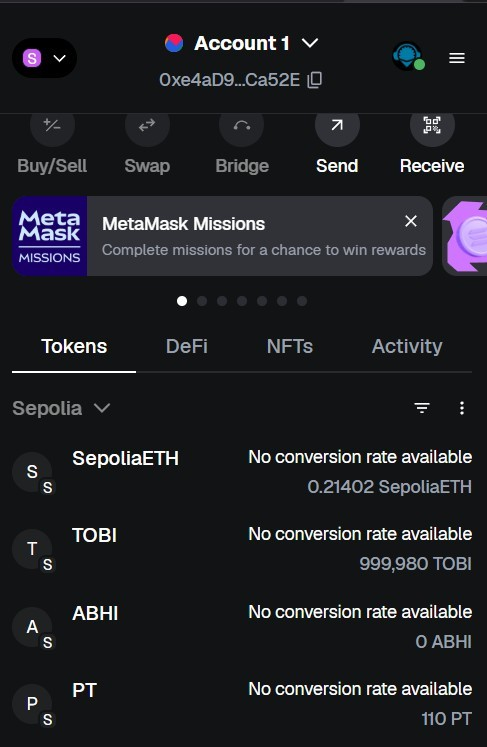 S
Account 1
0xe4aD9...Ca52E
Buy/Sell Swap Bridge Send Receive
Meta
Mask
MISSIONS
MetaMask Missions
Complete missions for a chance to win rewards
Tokens DeFi NFTs Activity
Sepolia
S S SepoliaETH No conversion rate available
0.21402 SepoliaETH
T S TOBI No conversion rate available
999,980 TOBI
A S ABHI No conversion rate available
0 ABHI
P S PT No conversion rate available
110 PT